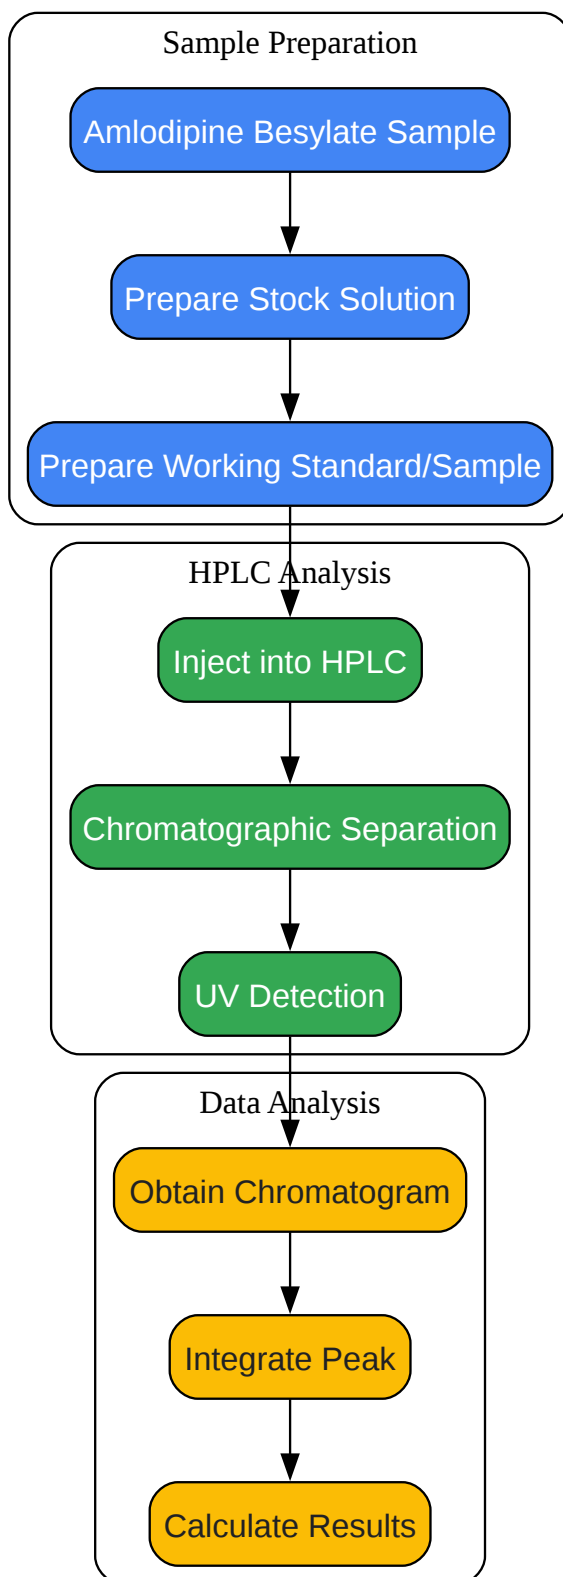 Sample Preparation
Amlodipine Besylate Sample
Prepare Stock Solution
Prepare Working Standard/Sample
HPLC Analysis
Inject into HPLC
Chromatographic Separation
UV Detection
Data Analysis
Obtain Chromatogram
Integrate Peak
Calculate Results